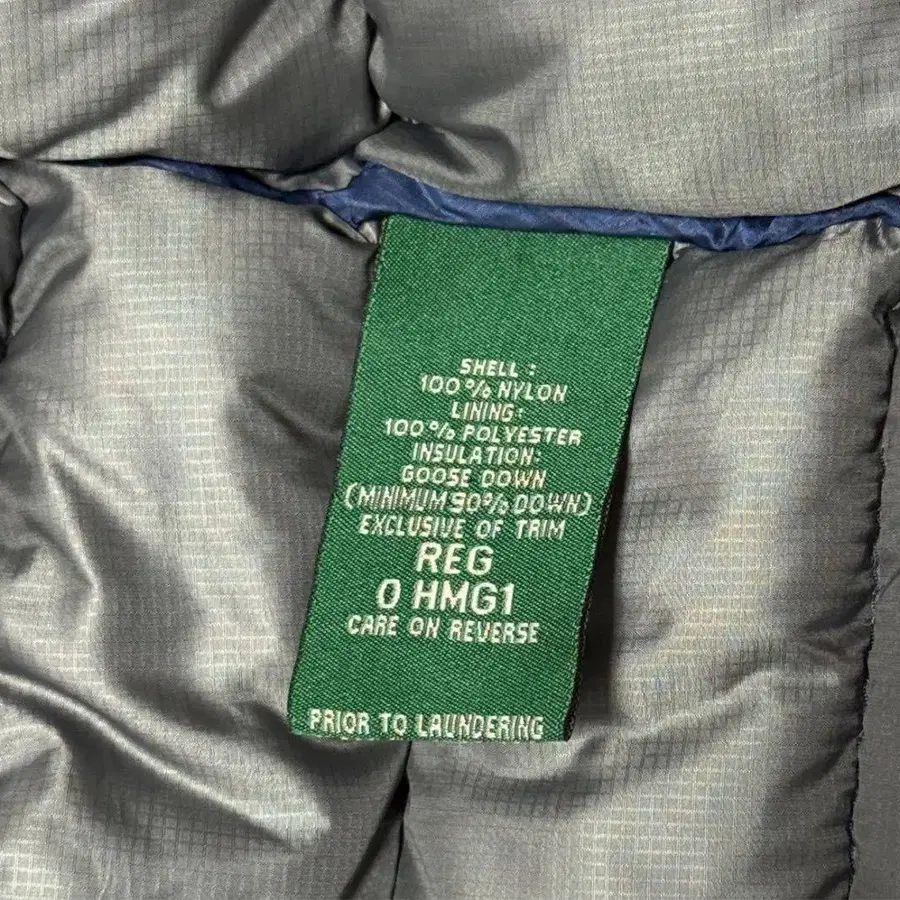 SHELL :
100% NYLON
LINING:
100% POLYESTER
INSULATION:
GOOSE DOWN
(MINIMUM 90% DOWN)
EXCLUSIVE OF TRIM
REG
0 HMG1
CARE ON REVERSE
PRIOR TO LAUNDERING